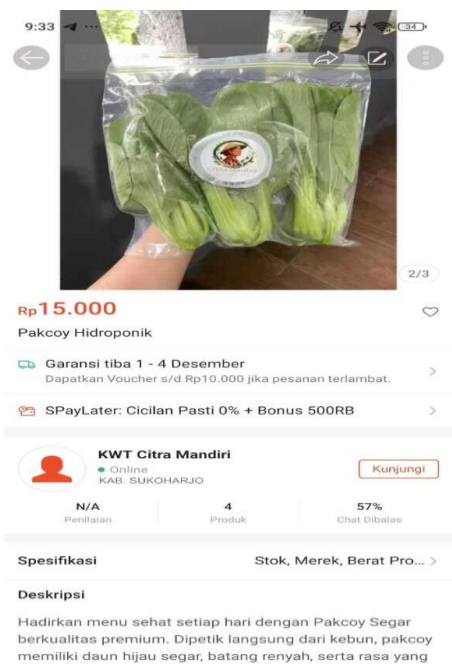 9:33
34
2/3
Rp15.000
Pakcoy Hidroponik
Garansi tiba 1 - 4 Desember
Dapatkan Voucher s/d Rp10.000 jika pesanan terlambat.
SPayLater: Cicilan Pasti 0% + Bonus 500RB
KWT Citra Mandiri
Online
KAB. SUKOHARJO
Kunjungi
N/A
Penilaian
4
Produk
57%
Chat Dibalas
Spesifikasi
Stok, Merek, Berat Pro...
Deskripsi
Hadirkan menu sehat setiap hari dengan Pakcoy Segar
berkualitas premium. Dipetik langsung dari kebun, pakcoy
memiliki daun hijau segar, batang renyah, serta rasa yang